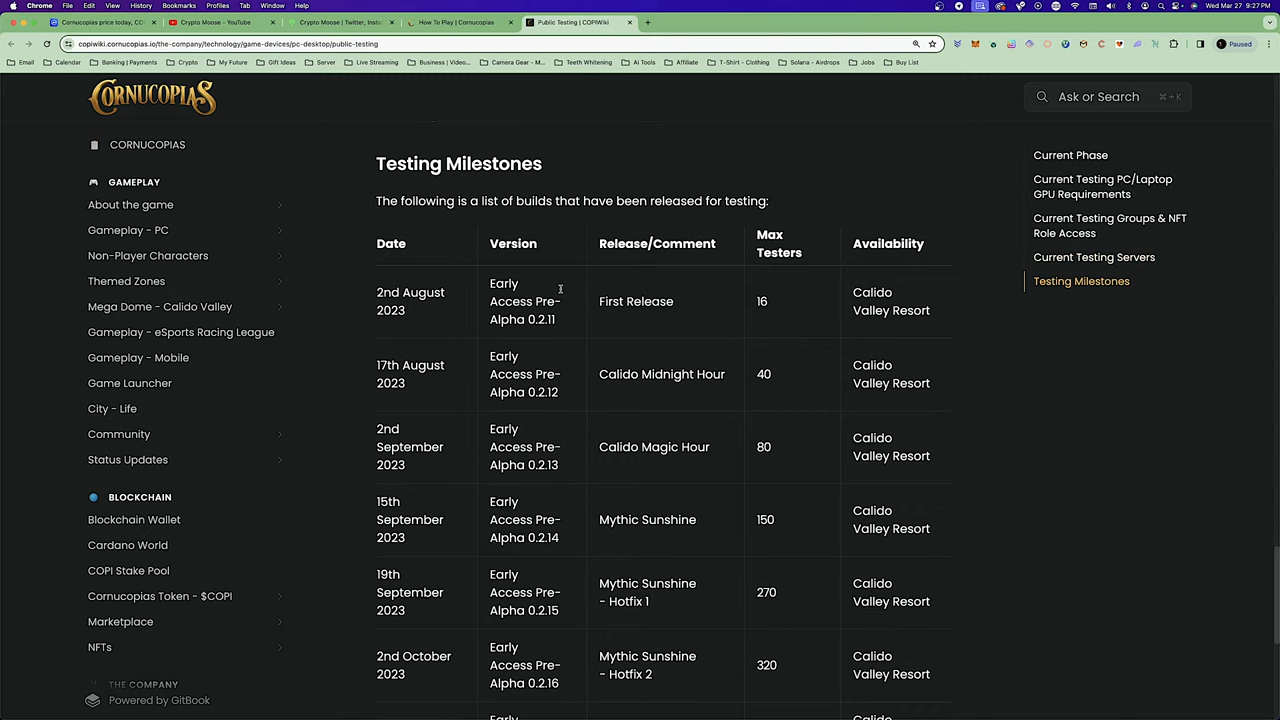 Chrome File Edit View History Bookmarks Profiles Tab Window Help
Wed Mar 27 9:27 PM
Cornucopias price today, CO
Crypto Moose - YouTube
Crypto Moose | Twitter, Insta
How To Play | Cornucopias
Public Testing | COPIWiki
copiwiki.cornucopias.io/the-company/technology/game-devices/pc-desktop/public-testing
Paused
Email Calendar Banking | Payments Crypto My Future Gift Ideas Server Live Streaming Business | Video... Camera Gear - M... Teeth Whitening Ai Tools Affiliate T-Shirt - Clothing Solana - Airdrops Jobs Buy List
CORNUCOPIAS
Ask or Search ⌘ + K
CORNUCOPIAS
GAMEPLAY
About the game
Gameplay - PC
Non-Player Characters
Themed Zones
Mega Dome - Calido Valley
Gameplay - eSports Racing League
Gameplay - Mobile
Game Launcher
City - Life
Community
Status Updates
BLOCKCHAIN
Blockchain Wallet
Cardano World
COPI Stake Pool
Cornucopias Token - $COPI
Marketplace
NFTs
THE COMPANY
Powered by GitBook
Testing Milestones
The following is a list of builds that have been released for testing:
Date Version Release/Comment Max Testers Availability
2nd August 2023 Early Access Pre-Alpha 0.2.11 First Release 16 Calido Valley Resort
17th August 2023 Early Access Pre-Alpha 0.2.12 Calido Midnight Hour 40 Calido Valley Resort
2nd September 2023 Early Access Pre-Alpha 0.2.13 Calido Magic Hour 80 Calido Valley Resort
15th September 2023 Early Access Pre-Alpha 0.2.14 Mythic Sunshine 150 Calido Valley Resort
19th September 2023 Early Access Pre-Alpha 0.2.15 Mythic Sunshine - Hotfix 1 270 Calido Valley Resort
2nd October 2023 Early Access Pre-Alpha 0.2.16 Mythic Sunshine - Hotfix 2 320 Calido Valley Resort
Early
Calido
Current Phase
Current Testing PC/Laptop
GPU Requirements
Current Testing Groups & NFT
Role Access
Current Testing Servers
Testing Milestones